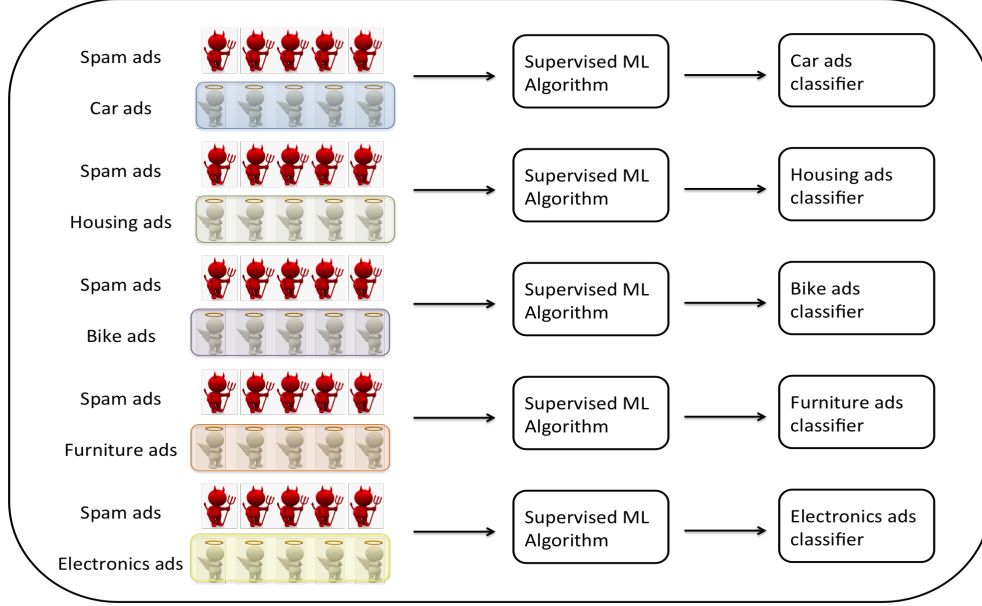 Spam ads
Car ads
Supervised ML
Algorithm
Car ads
classifier
Spam ads
Housing ads
Supervised ML
Algorithm
Housing ads
classifier
Spam ads
Bike ads
Supervised ML
Algorithm
Bike ads
classifier
Spam ads
Furniture ads
Supervised ML
Algorithm
Furniture ads
classifier
Spam ads
Electronics ads
Supervised ML
Algorithm
Electronics ads
classifier